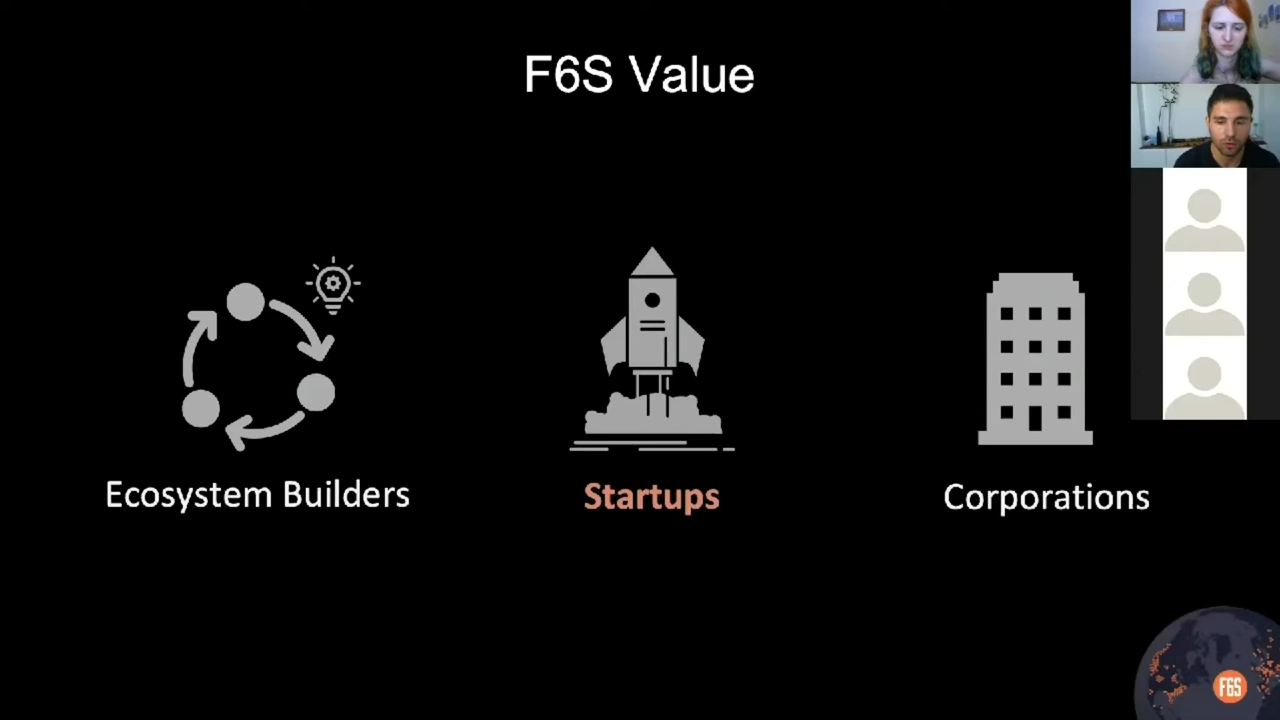 F6S Value
Ecosystem Builders
Startups
Corporations
F6S